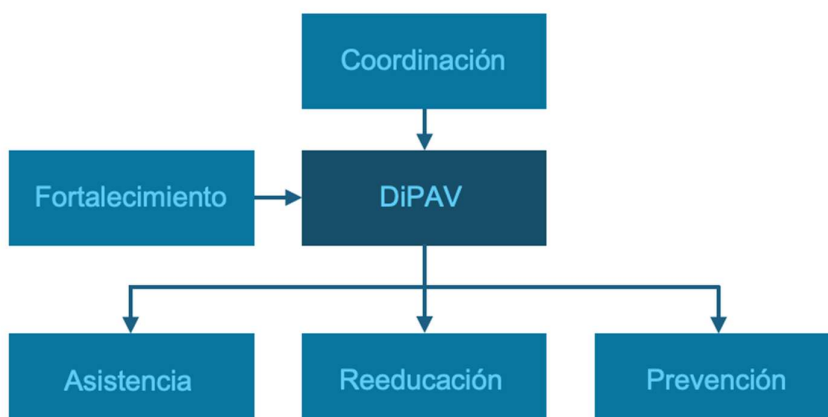 Coordinación
Fortalecimiento
DiPAV
Asistencia
Reeducación
Prevención